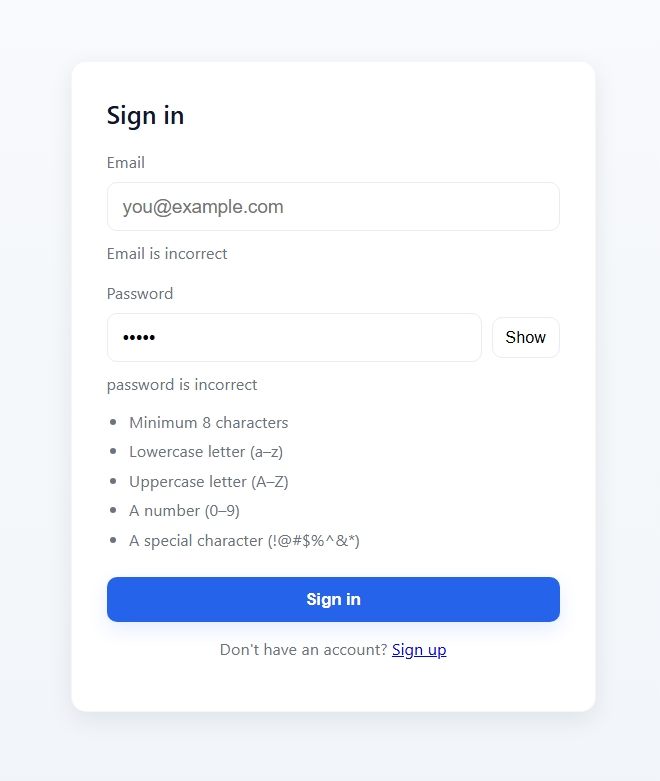 Sign in
Email
you@example.com
Email is incorrect
Password
•••••
Show
password is incorrect
• Minimum 8 characters
• Lowercase letter (a–z)
• Uppercase letter (A–Z)
• A number (0–9)
• A special character (!@#$%^&*)
Sign in
Don't have an account? Sign up